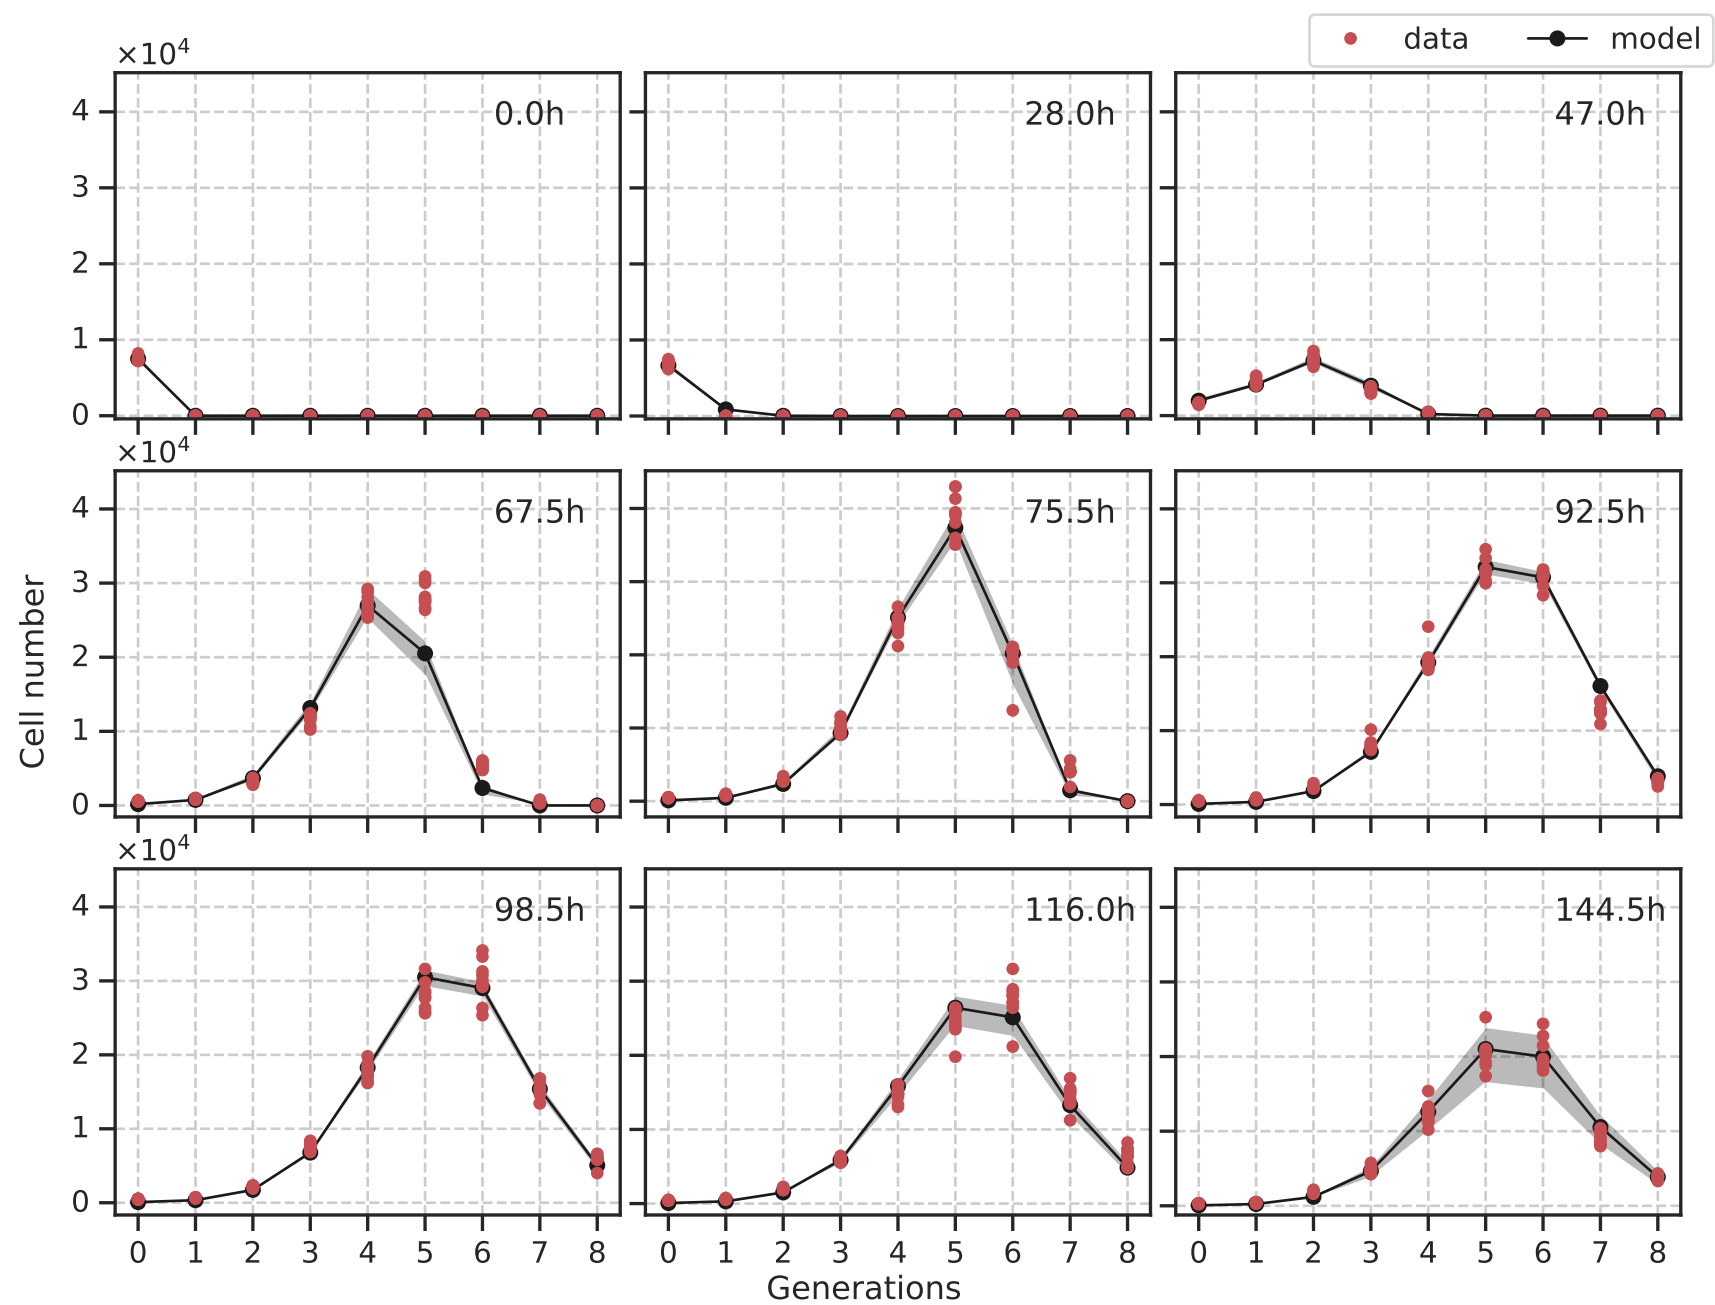 data model
×10⁴
4 3 2 1 0
0.0h
28.0h
47.0h
×10⁴
4 3 2 1 0
67.5h
75.5h
92.5h
Cell number
×10⁴
4 3 2 1 0
98.5h
116.0h
144.5h
0 1 2 3 4 5 6 7 8
0 1 2 3 4 5 6 7 8
0 1 2 3 4 5 6 7 8
Generations